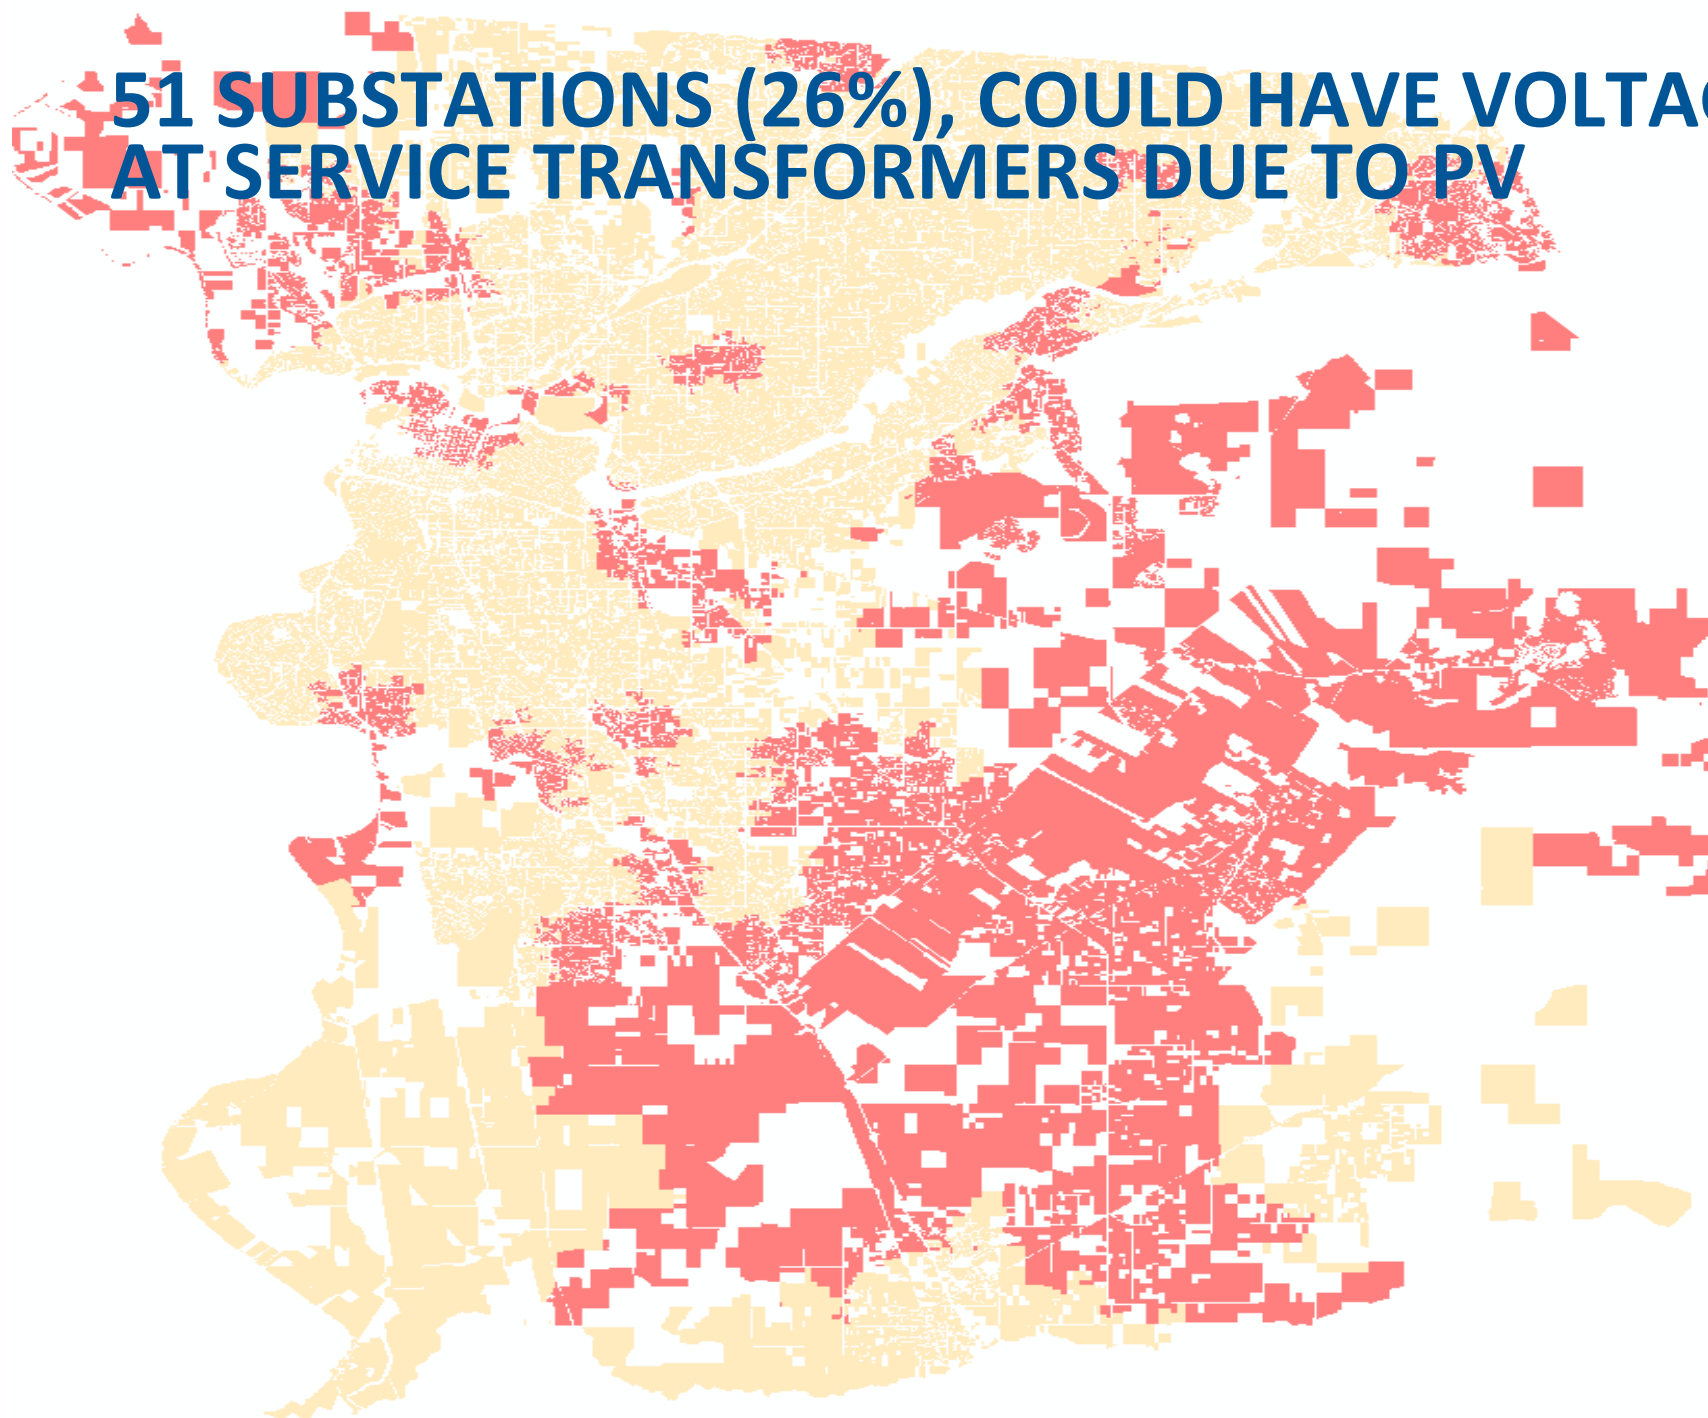 51 SUBSTATIONS (26%), COULD HAVE
AT SERVICE TRANSFORMERS DUE TO PV